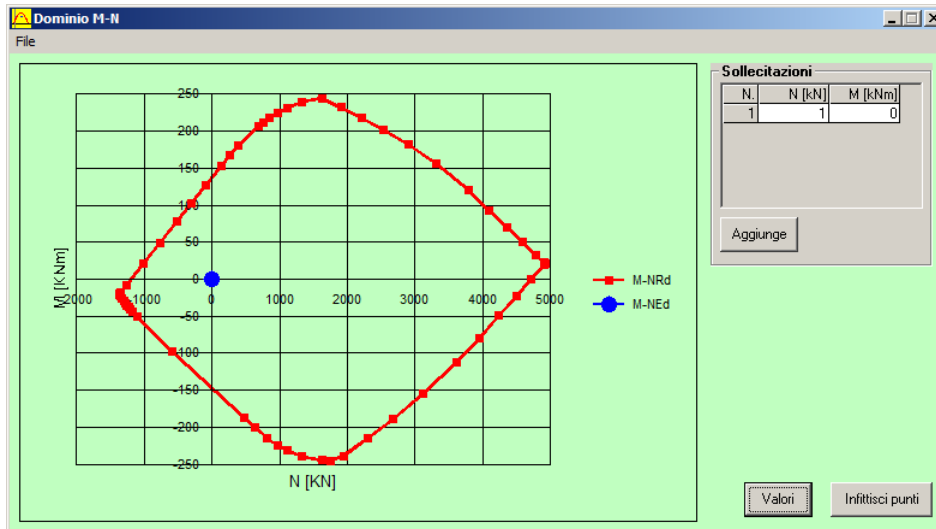 Dominio M-N
File
Sollecitazioni
N. N [kN] M [kNm]
1 1 0
Aggiunge
250
200
150
100
50
0
-50
-100
-150
-200
-250
M [KNm]
2000 -1000 0 1000 2000 3000 4000 5000
N [KN]
M-NRd
M-NEd
Valori
Infittisci punti